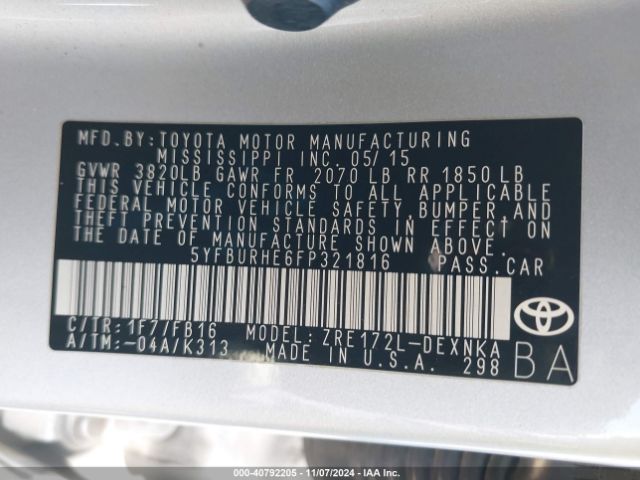 MFD. BY: TOYOTA MOTOR MANUFACTURING
MISSISSIPPI INC. 05/15
GVWR 3820LB GAWR FR 2070 LB RR 1850 LB
THIS VEHICLE CONFORMS TO ALL APPLICABLE
FEDERAL MOTOR VEHICLE SAFETY, BUMPER, AND
THEFT PREVENTION STANDARDS IN EFFECT ON
THE DATE OF MANUFACTURE SHOWN ABOVE.
5YFBURHE6FP321816 PASS.CAR
C/TR: 1F7/FB16 MODEL: ZRE172L-DEXNKA
A/TM: -04A/K313 MADE IN U.S.A. 298
BA
000-40792205 - 11/07/2024 - IAA Inc.